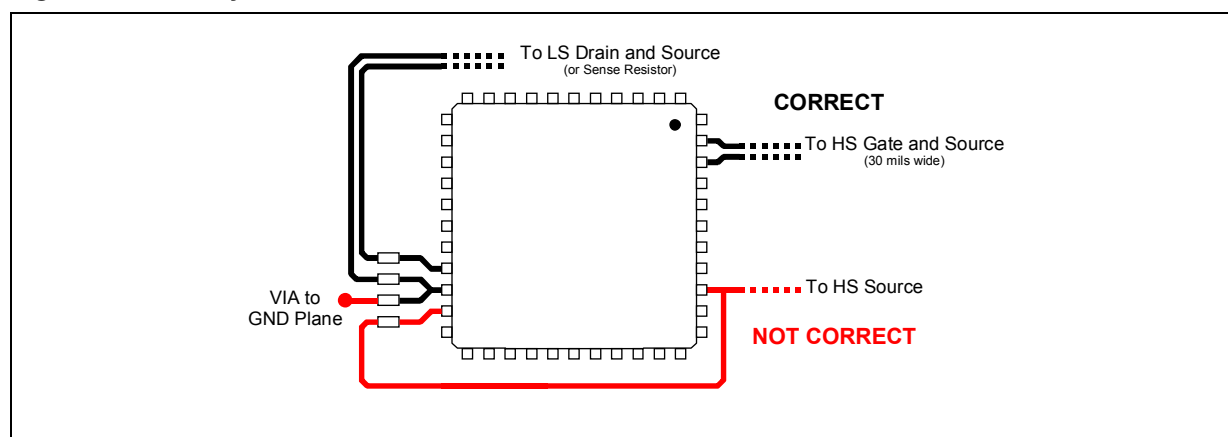 To LS Drain and Source
(or Sense Resistor)
CORRECT
To HS Gate and Source
(30 mils wide)
VIA to
GND Plane
To HS Source
NOT CORRECT